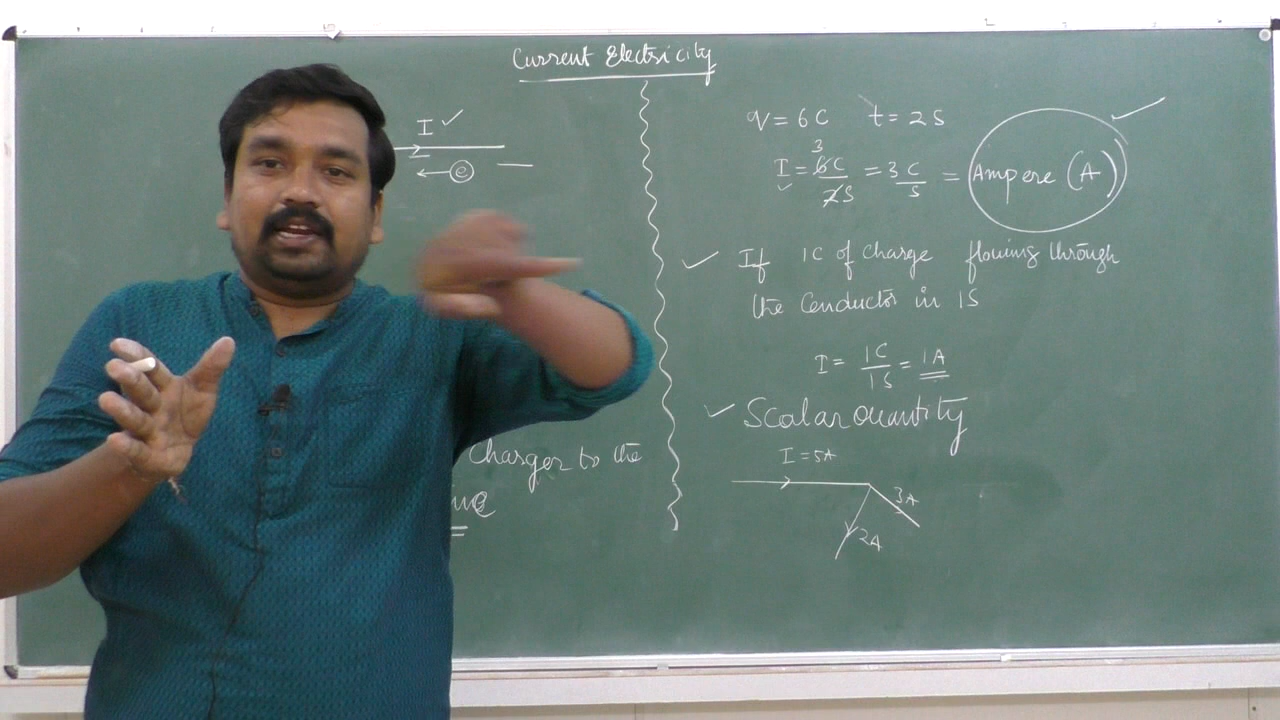 Current Electricity
I ✓
e
Charges to the
q = 6C t = 2S
3
I = 6C/2S = 3 C/S = Ampere (A) ✓
✓ If 1C of charge flowing through
the Conductor in 1S
I = 1C/1S = 1A
✓ Scalar quantity
I = 5A
3A
2A